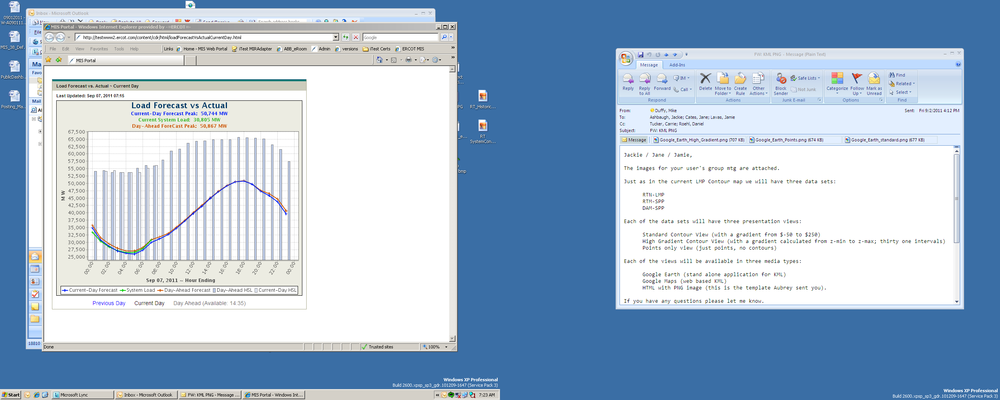 09012011 -
W-A090111...
MIS_38_Def...
PublicDashb...
Posting_Ma...
Inbox - Microsoft Outlook
File
Search address books
Ma
Favo
Mail
18810
MIS Portal - Windows Internet Explorer provided by -=ERCOT=-
http://testwww2.ercot.com/content/cdr/html/loadForecastVsActualCurrentDay.html
Google
File Edit View Favorites Tools Help
Links Home - MIS Web Portal iTest MIRAdapter ABB_eRoom Admin versions iTest Certs ERCOT MIS
MIS Portal
Load Forecast vs. Actual ~ Current Day
Last Updated: Sep 07, 2011 07:15
Load Forecast vs Actual
Current-Day Forecast Peak: 50,744 MW
Current System Load: 30,805 MW
Day-Ahead ForeCast Peak: 50,867 MW
67,500
65,000
62,500
60,000
57,500
55,000
52,500
50,000
47,500
45,000
42,500
40,000
37,500
35,000
32,500
30,000
27,500
25,000
MW
00:00 02:00 04:00 06:00 08:00 10:00 12:00 14:00 16:00 18:00 20:00 22:00 00:00
Sep 07, 2011 ~ Hour Ending
Current-Day Forecast System Load Day-Ahead Forecast Day-Ahead HSL Current-Day HSL
Previous Day Current Day Day Ahead (Available: 14:35)
Done
Trusted sites
100%
RT_Historic...
RT
SystemCon...
bmp
FW: KML PNG - Message (Plain Text)
Message Add-Ins
Reply
Reply to All
Forward
IM
Call
Respond
Delete
Move to Folder
Create Rule
Other Actions
Actions
Block Sender
Safe Lists
Not Junk
Junk E-mail
Categorize
Follow Up
Mark as Unread
Options
Find
Related
Select
Find
From: Duffy, Mike
Sent: Fri 9/2/2011 4:12 PM
To: Ashbaugh, Jackie; Cates, Jane; Lavas, Jamie
Cc: Tucker, Carrie; Roehl, Daniel
Subject: FW: KML PNG
Message Google_Earth_High_Gradient.png (707 KB) Google_Earth_Points.png (674 KB) Google_Earth_standard.png (677 KB)
Jackie / Jane / Jamie,
The images for your user's group mtg are attached.
Just as in the current LMP Contour map we will have three data sets:
RTN-LMP
RTM-SPP
DAM-SPP
Each of the data sets will have three presentation views:
Standard Contour View (with a gradient from $-50 to $250)
High Gradient Contour View (with a gradient calculated from z-min to z-max; thirty one intervals)
Points only view (just points, no contours)
Each of the views will be available in three media types:
Google Earth (stand alone application for KML)
Google Maps (web based KML)
HTML with PNG image (this is the template Aubrey sent you).
If you have any questions please let me know.
Windows XP Professional
Build 2600.xpsp_sp3_gdr.101209-1647 (Service Pack 3)
Start
Microsoft Lync
Inbox - Microsoft Outlook
FW: KML PNG - Message ...
MIS Portal - Windows Int...
7:23 AM
Windows XP Professional
Build 2600.xpsp_sp3_gdr.101209-1647 (Service Pack 3)